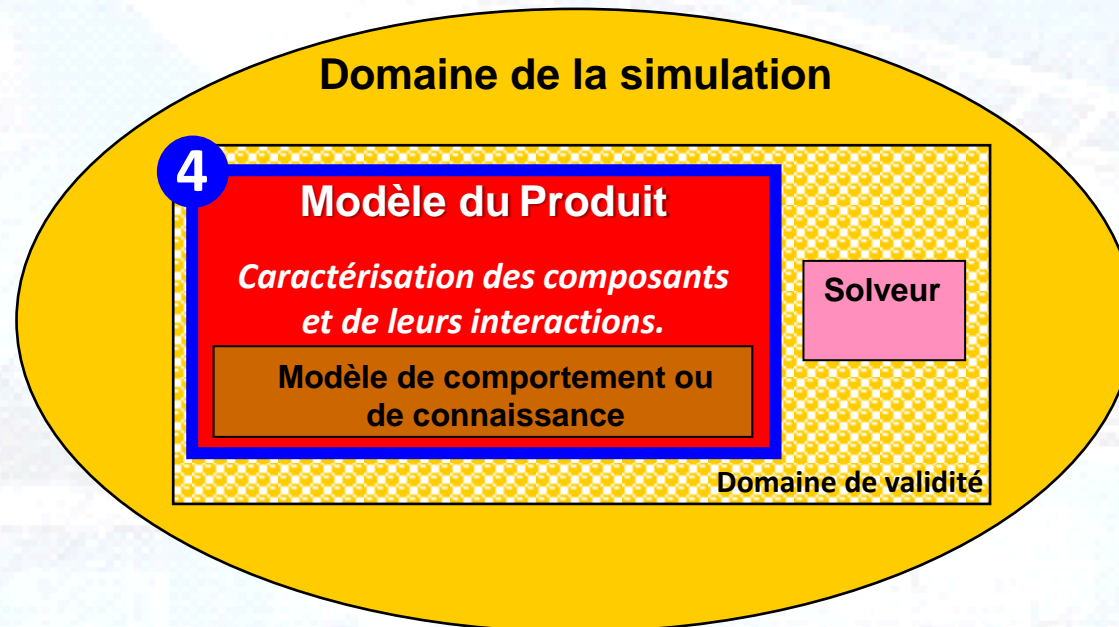 Domaine de la simulation
4
Modèle du Produit
Caractérisation des composants
et de leurs interactions.
Solveur
Modèle de comportement ou
de connaissance
Domaine de validité